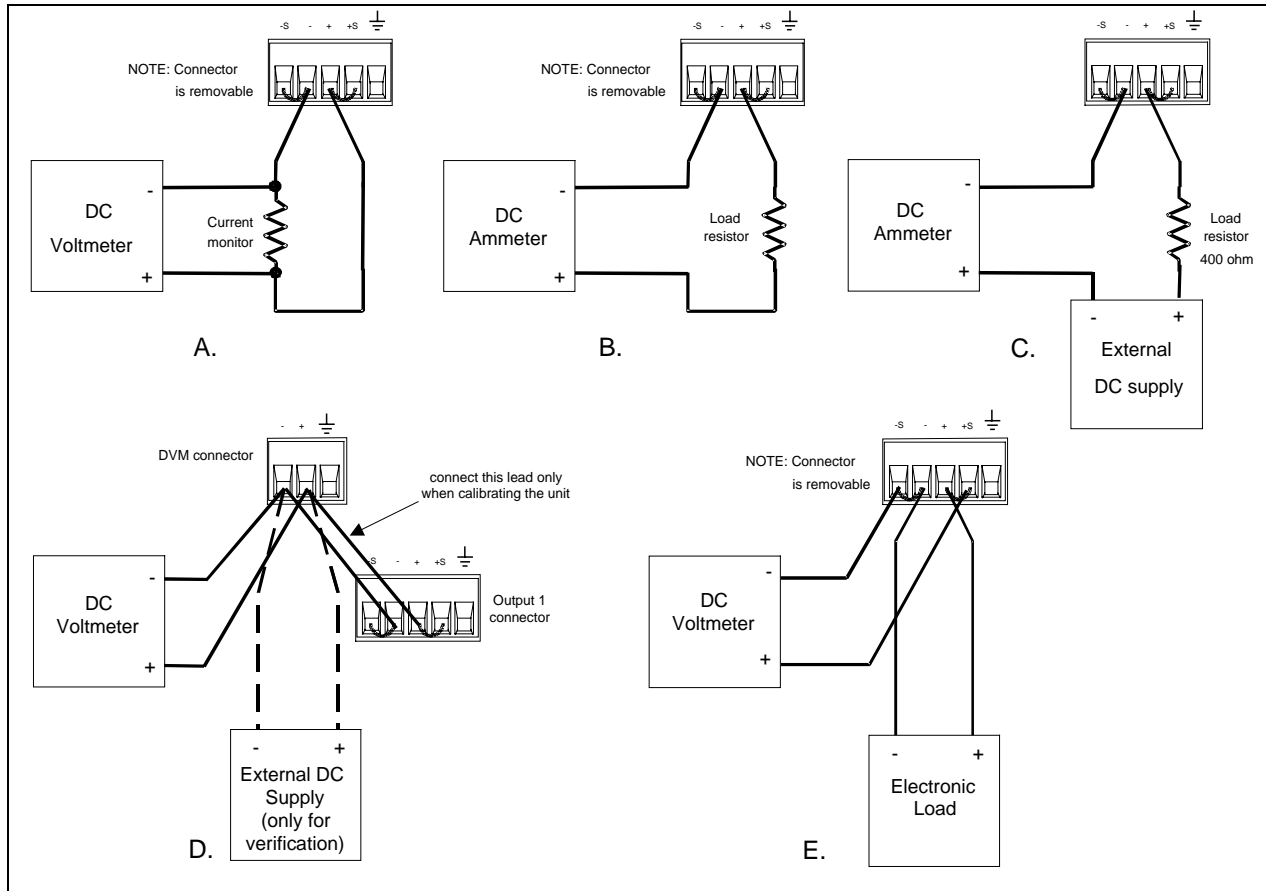 -S - + +S
NOTE: Connector
is removable
DC
Voltmeter
-
+
Current
monitor
A.
-S - + +S
NOTE: Connector
is removable
DC
Ammeter
-
+
Load
resistor
B.
-S - + +S
DC
Ammeter
-
+
Load
resistor
400 ohm
- +
External
DC supply
C.
- +
DVM connector
connect this lead only
when calibrating the unit
DC
Voltmeter
-
+
-S - + +S
Output 1
connector
- +
External DC
Supply
(only for
verification)
D.
-S - + +S
NOTE: Connector
is removable
DC
Voltmeter
-
+
- +
Electronic
Load
E.